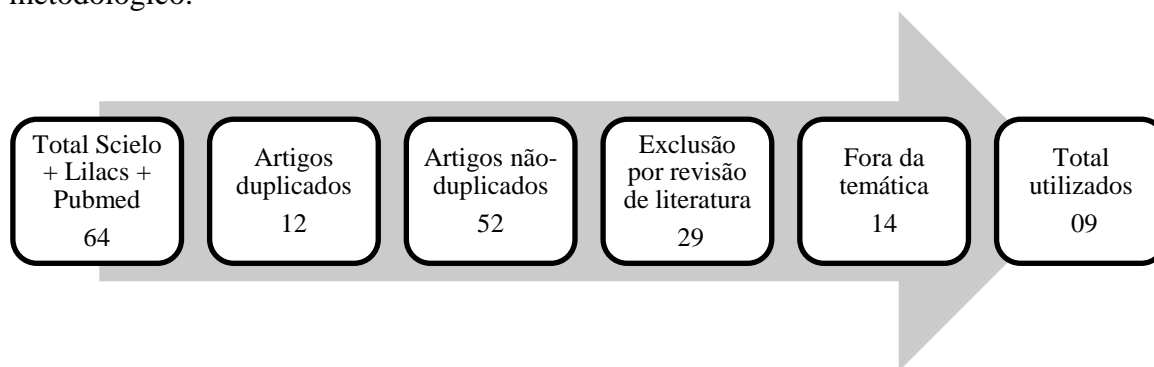 metodológico.
Total Scielo
+ Lilacs +
Pubmed
64
Artigos
duplicados
12
Artigos não-
duplicados
52
Exclusão
por revisão
de literatura
29
Fora da
temática
14
Total
utilizados
09